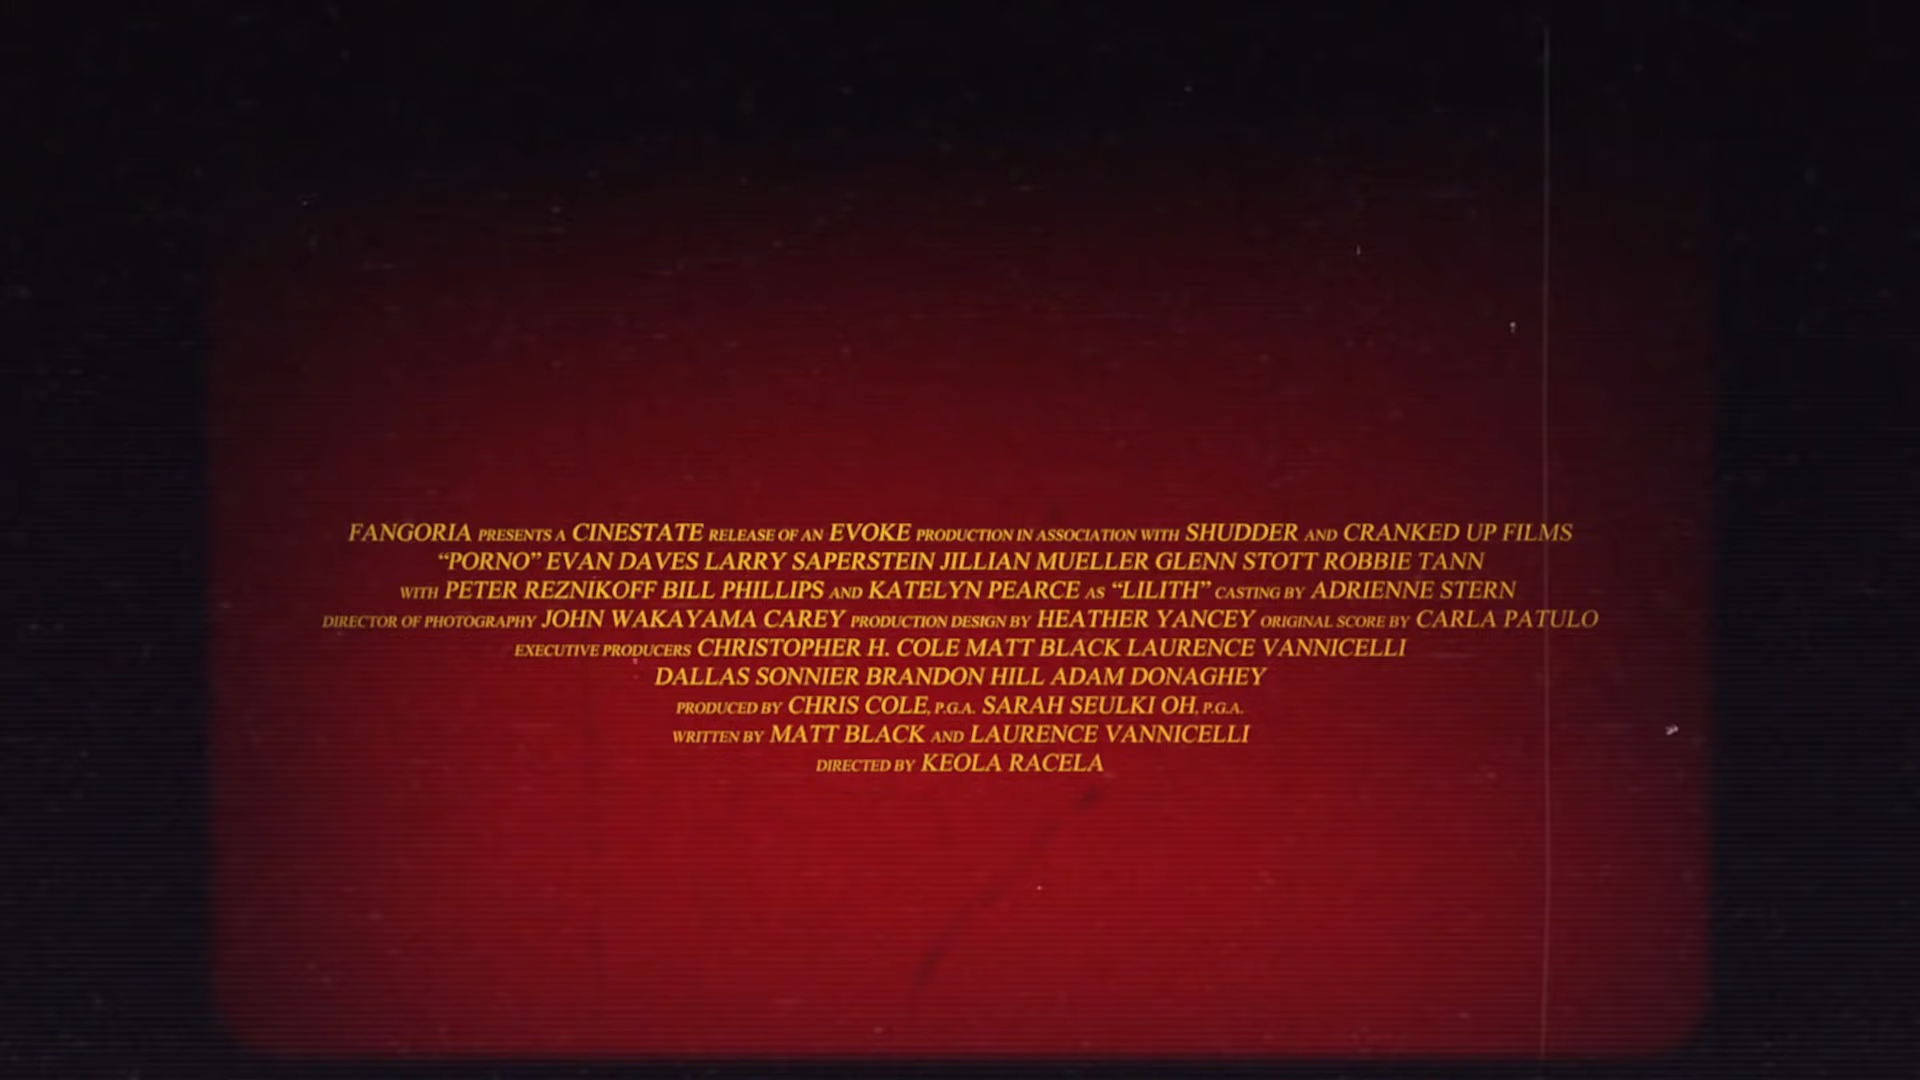 FANGORIA PRESENTS A CINESTATE RELEASE OF AN EVOKE PRODUCTION IN ASSOCIATION WITH SHUDDER AND CRANKED UP FILMS
“PORNO” EVAN DAVES LARRY SAPERSTEIN JILLIAN MUELLER GLENN STOTT ROBBIE TANN
WITH PETER REZNIKOFF BILL PHILLIPS AND KATELYN PEARCE AS “LILITH” CASTING BY ADRIENNE STERN
DIRECTOR OF PHOTOGRAPHY JOHN WAKAYAMA CAREY PRODUCTION DESIGN BY HEATHER YANCEY ORIGINAL SCORE BY CARLA PATULO
EXECUTIVE PRODUCERS CHRISTOPHER H. COLE MATT BLACK LAURENCE VANNICELLI
DALLAS SONNIER BRANDON HILL ADAM DONAGHEY
PRODUCED BY CHRIS COLE, P.G.A. SARAH SEULKI OH, P.G.A.
WRITTEN BY MATT BLACK AND LAURENCE VANNICELLI
DIRECTED BY KEOLA RACELA